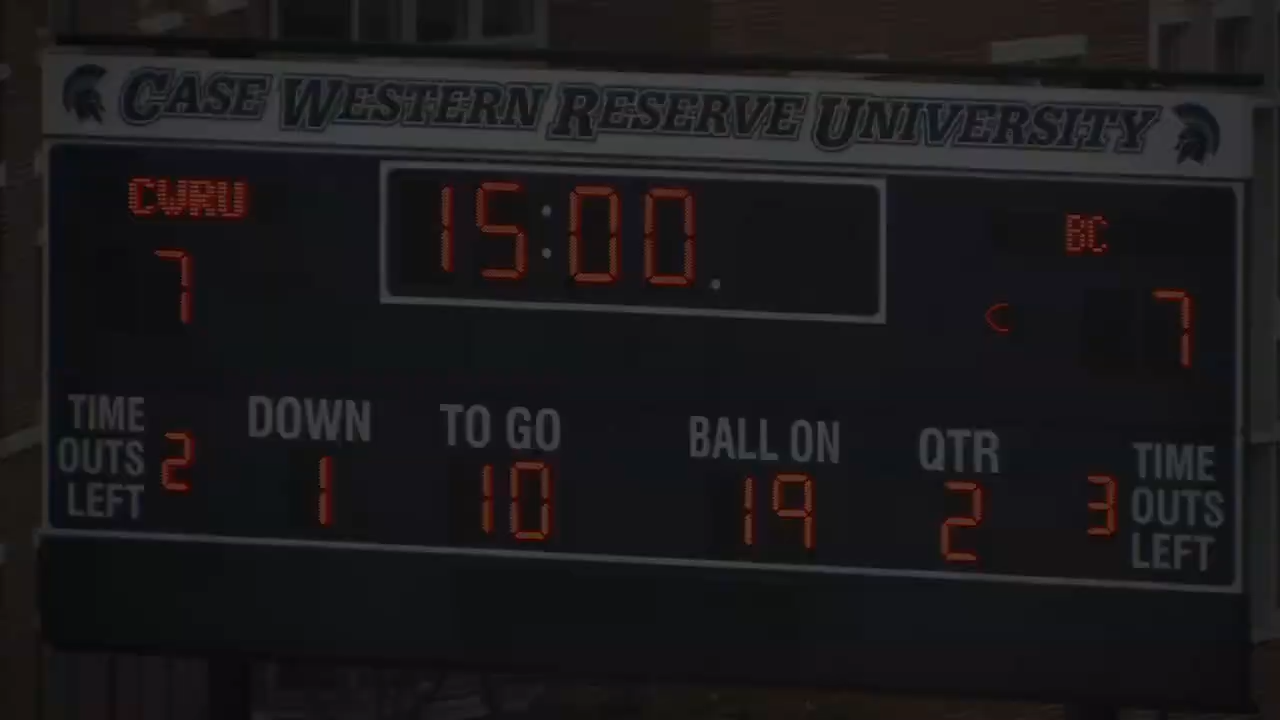 CASE WESTERN RESERVE UNIVERSITY
CWRU
15:00.
BC
7
<
7
TIME OUTS LEFT 2
DOWN
1
TO GO
10
BALL ON
19
QTR
2
3 TIME OUTS LEFT